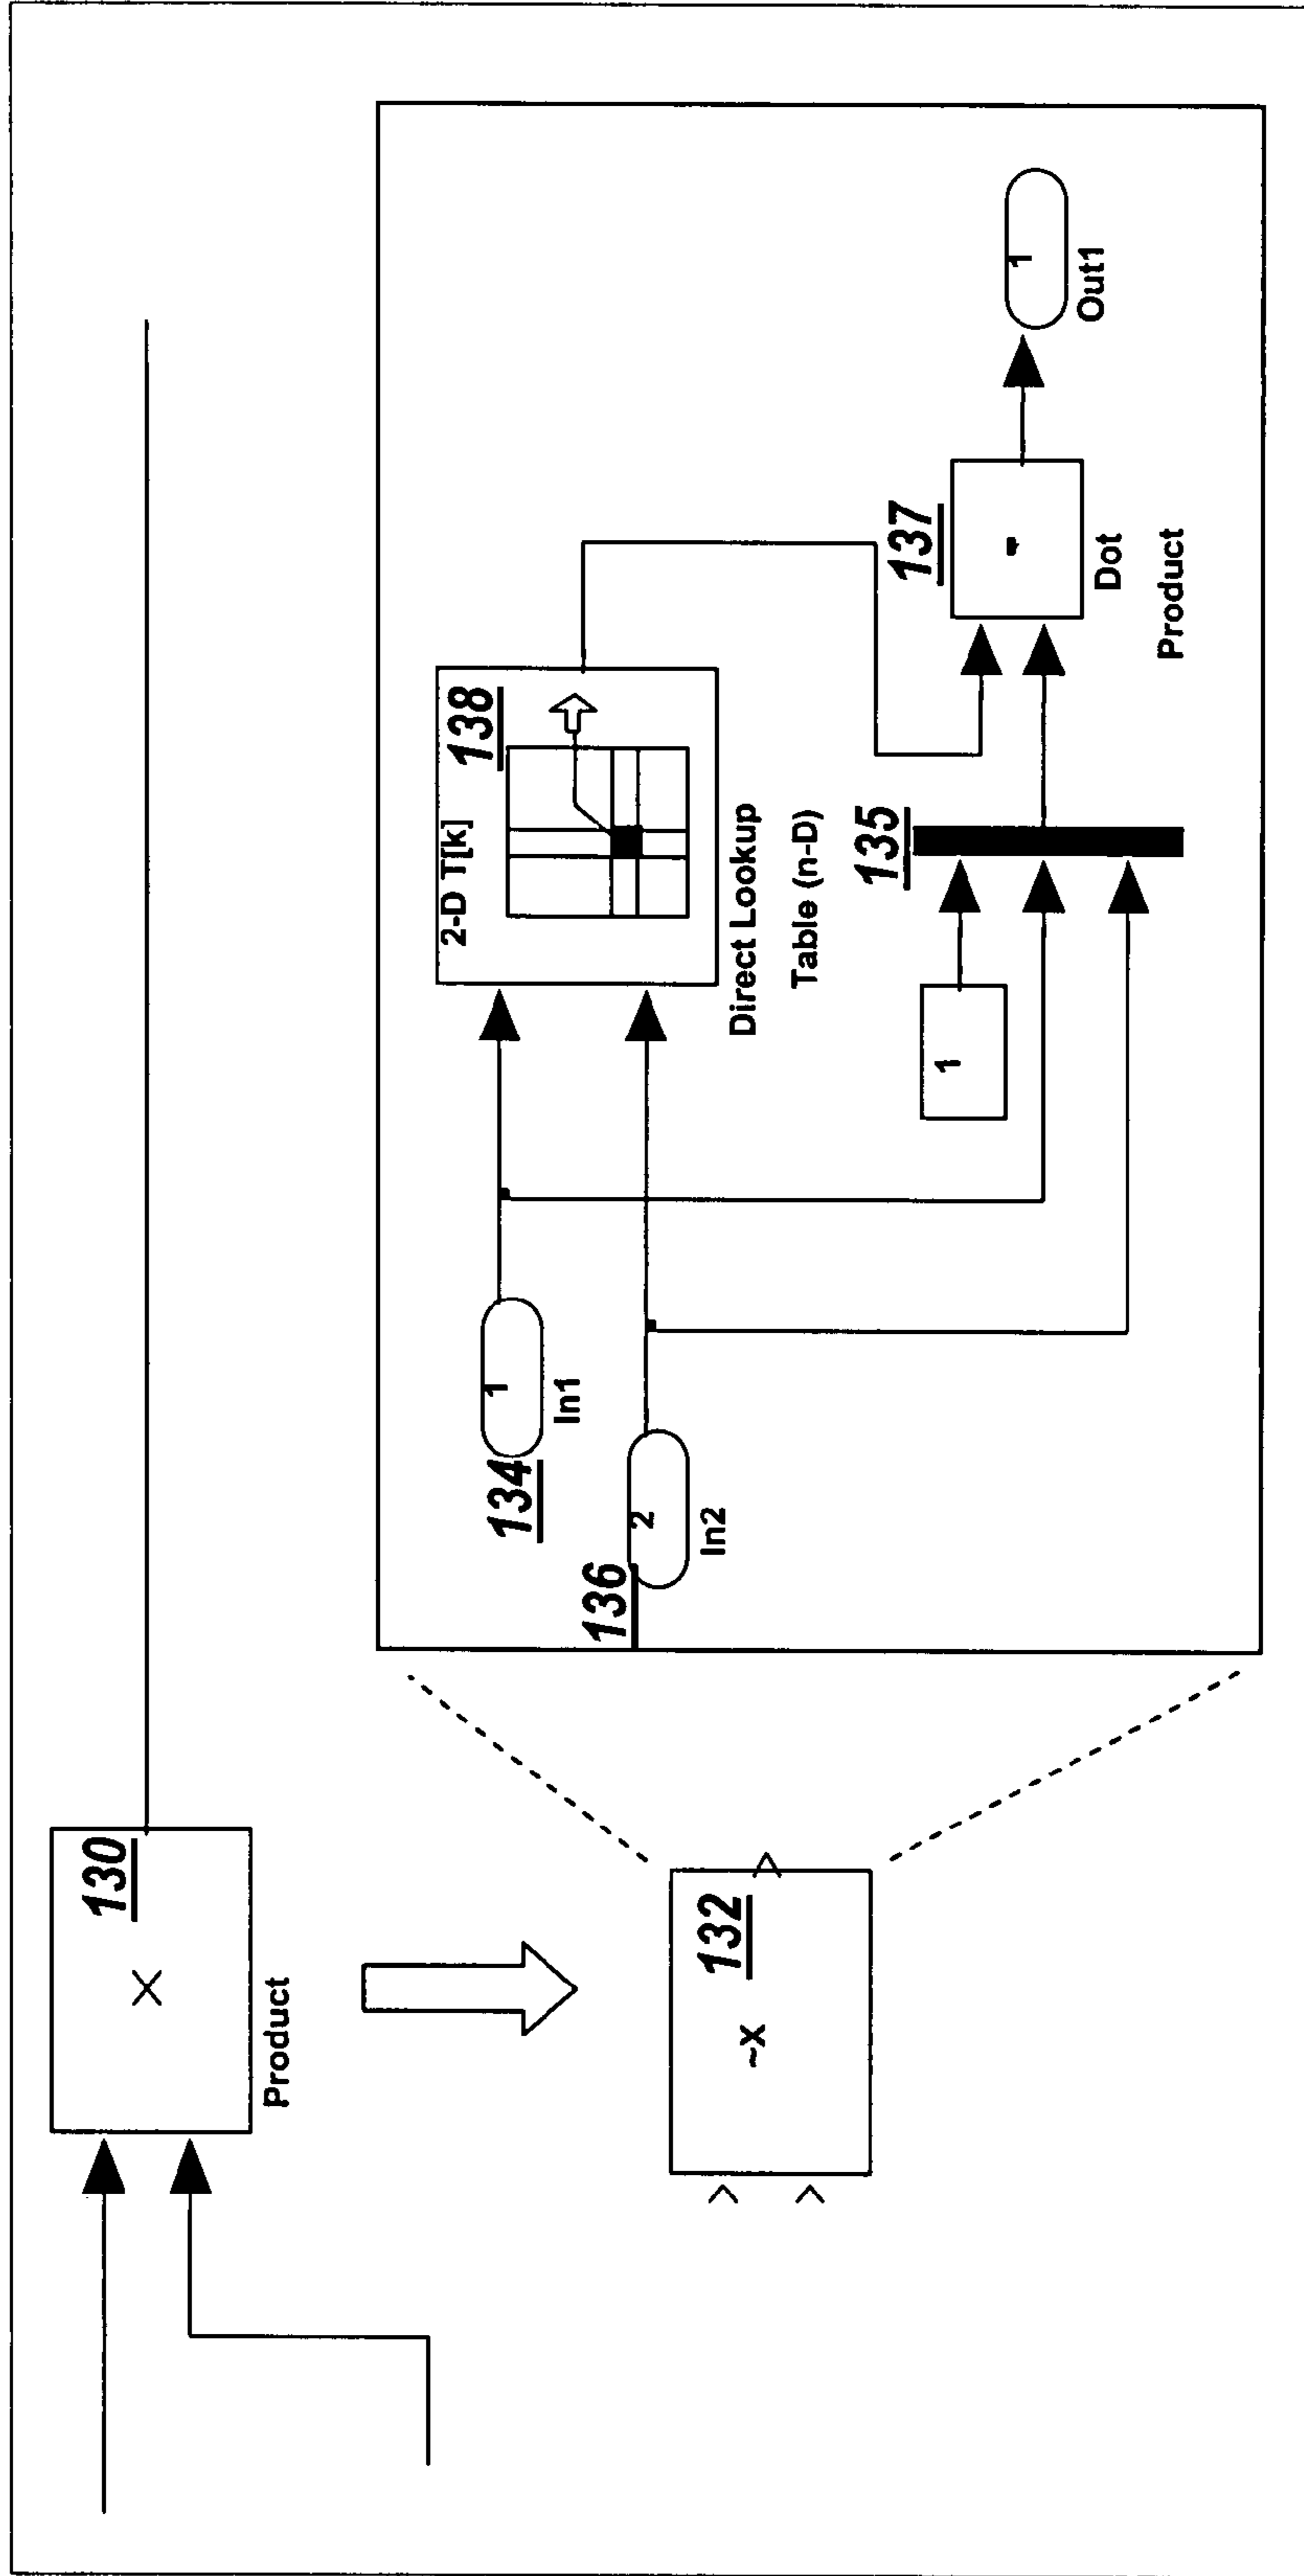 130
X
Product
132
~X
2-D T[k]
138
Direct Lookup
Table (n-D)
134
1
In1
136
2
In2
1
135
137
Dot
Product
1
Out1